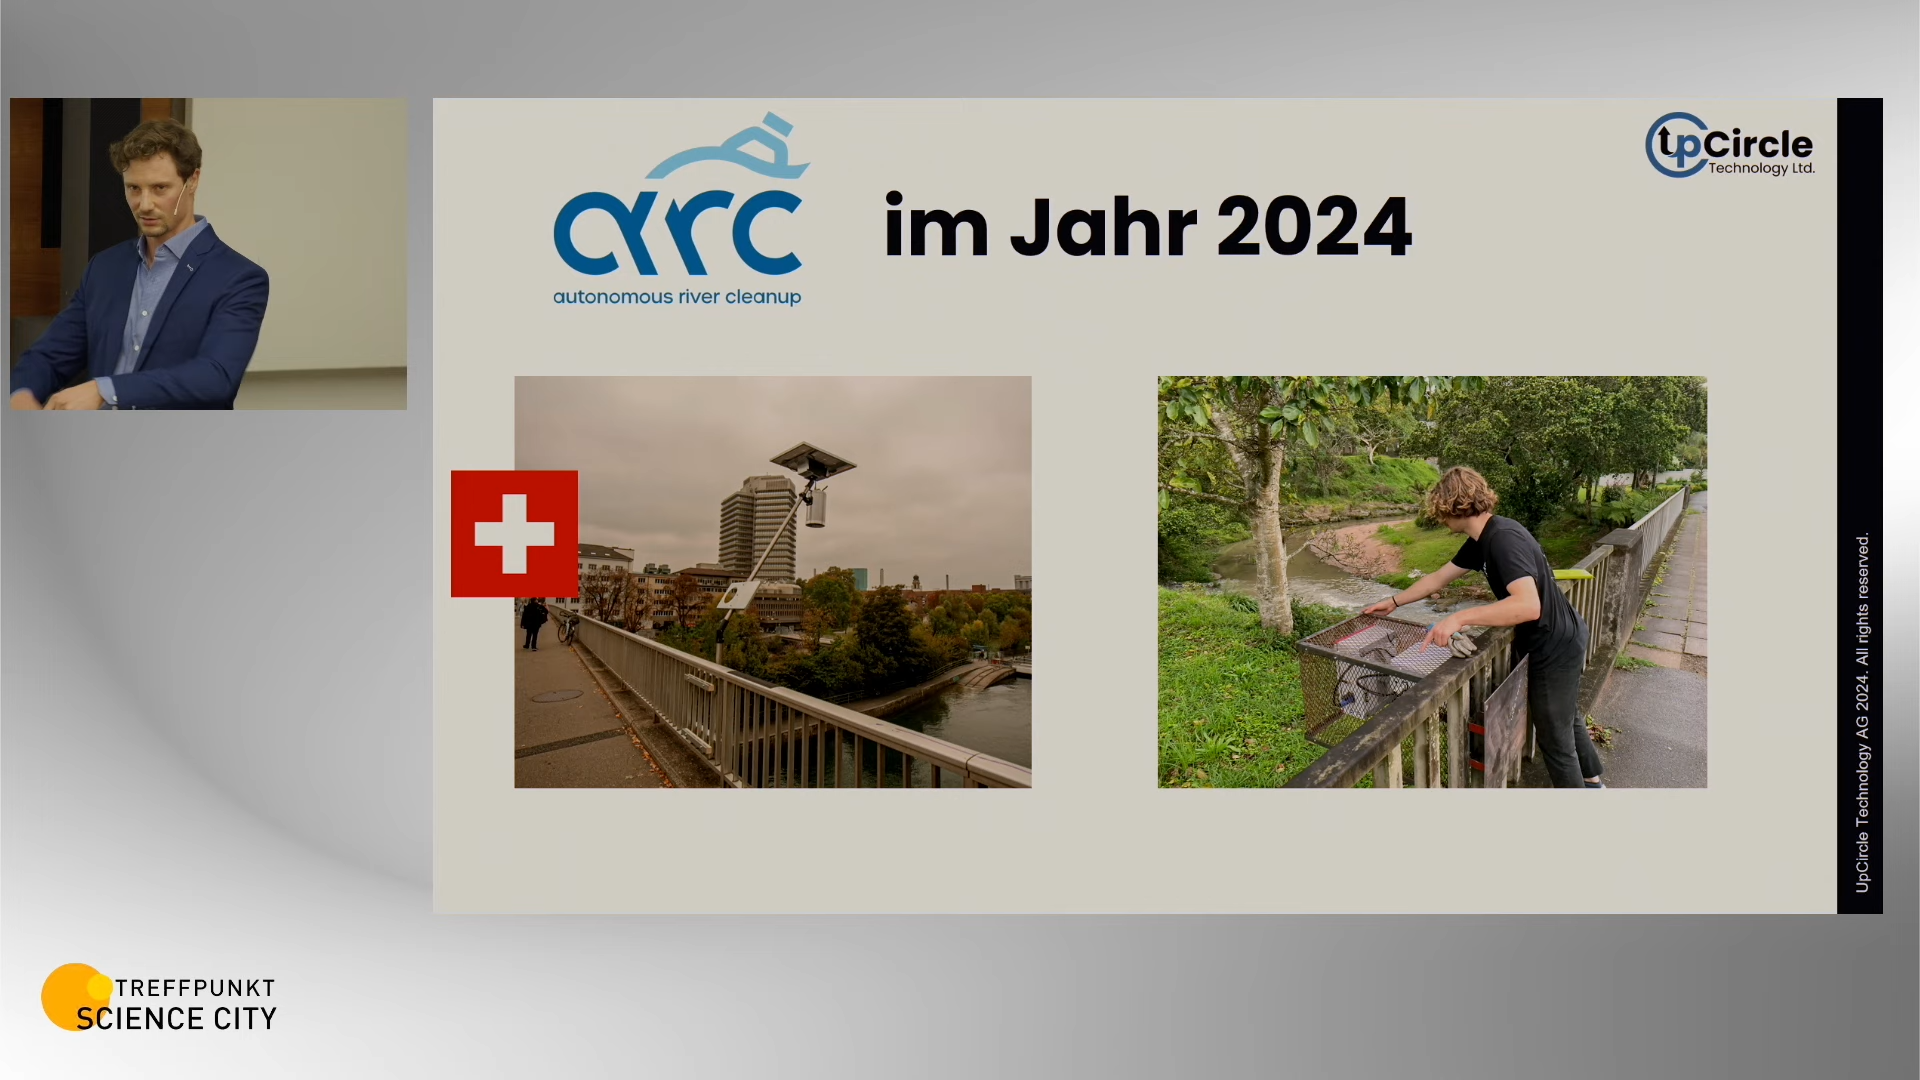 arc
autonomous river cleanup
im Jahr 2024
UpCircle
Technology Ltd.
UpCircle Technology AG 2024. All rights reserved.
TREFFPUNKT
SCIENCE CITY